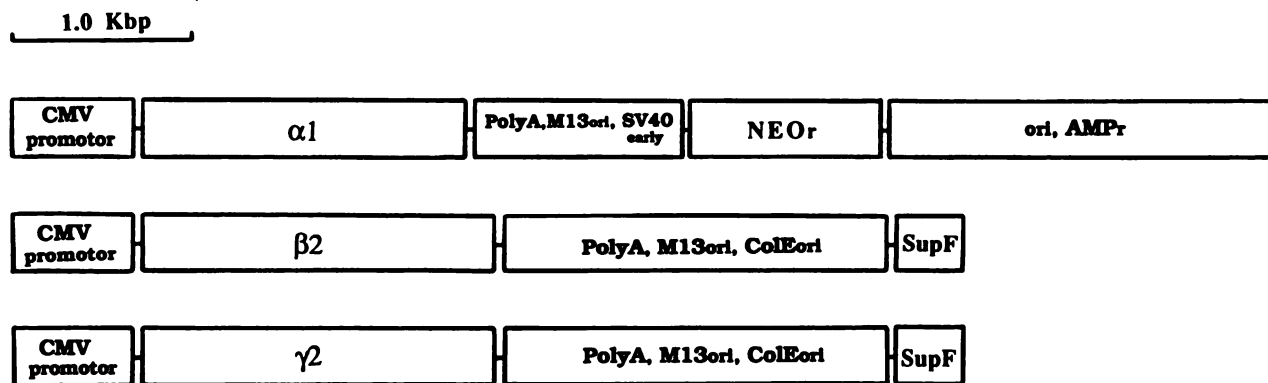 1.0 Kbp
CMV
promotor
α1
PolyA,M13ori, SV40
early
NEOr
ori, AMPr
CMV
promotor
β2
PolyA, M13ori, ColEori
SupF
CMV
promotor
γ2
PolyA, M13ori, ColEori
SupF